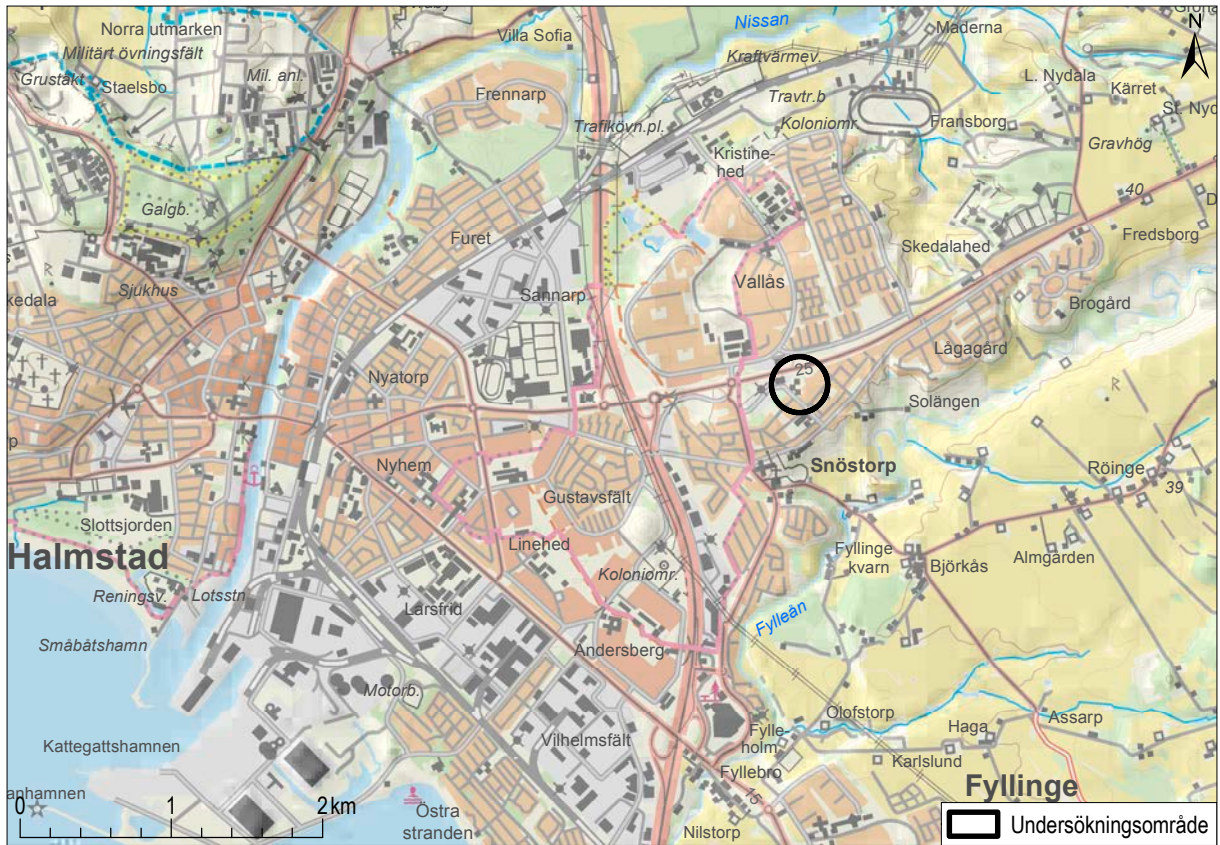 Norra utmarken
Militärt övningsfält
Grustäkt
Staelsbo
Mil. anl.
Villa Sofia
Nissan
Maderna
N
Kraftvärmev.
L. Nydala
Kärret
Frennarp
Travtr.b
Trafikövn.pl.
Koloniomr.
Fransborg
St. Nyd
Gravhög
Kristine-
hed
40
Galgb.
Furet
Skedalahed
Fredsborg
Sjukhus
Vallås
kedala
Sannarp
Brogård
Lågagård
25
Nyatorp
Solängen
Nyhem
Snöstorp
Röinge
39
Gustavsfält
Slottsjorden
Linehed
Fyllinge
kvarn
Björkås
Almgården
Halmstad
Koloniomr.
Reningsv.
Lotsstn
Larsfrid
Fylleån
Småbåtshamn
Andersberg
Motorb.
Olofstorp
Assarp
Haga
Kattegattshamnen
Vilhelmsfält
Fylle-
holm
Karlslund
Fyllebro
Fyllinge
15
anhamnen
0 1 2 km
Östra
stranden
Nilstorp
Undersökningsområde